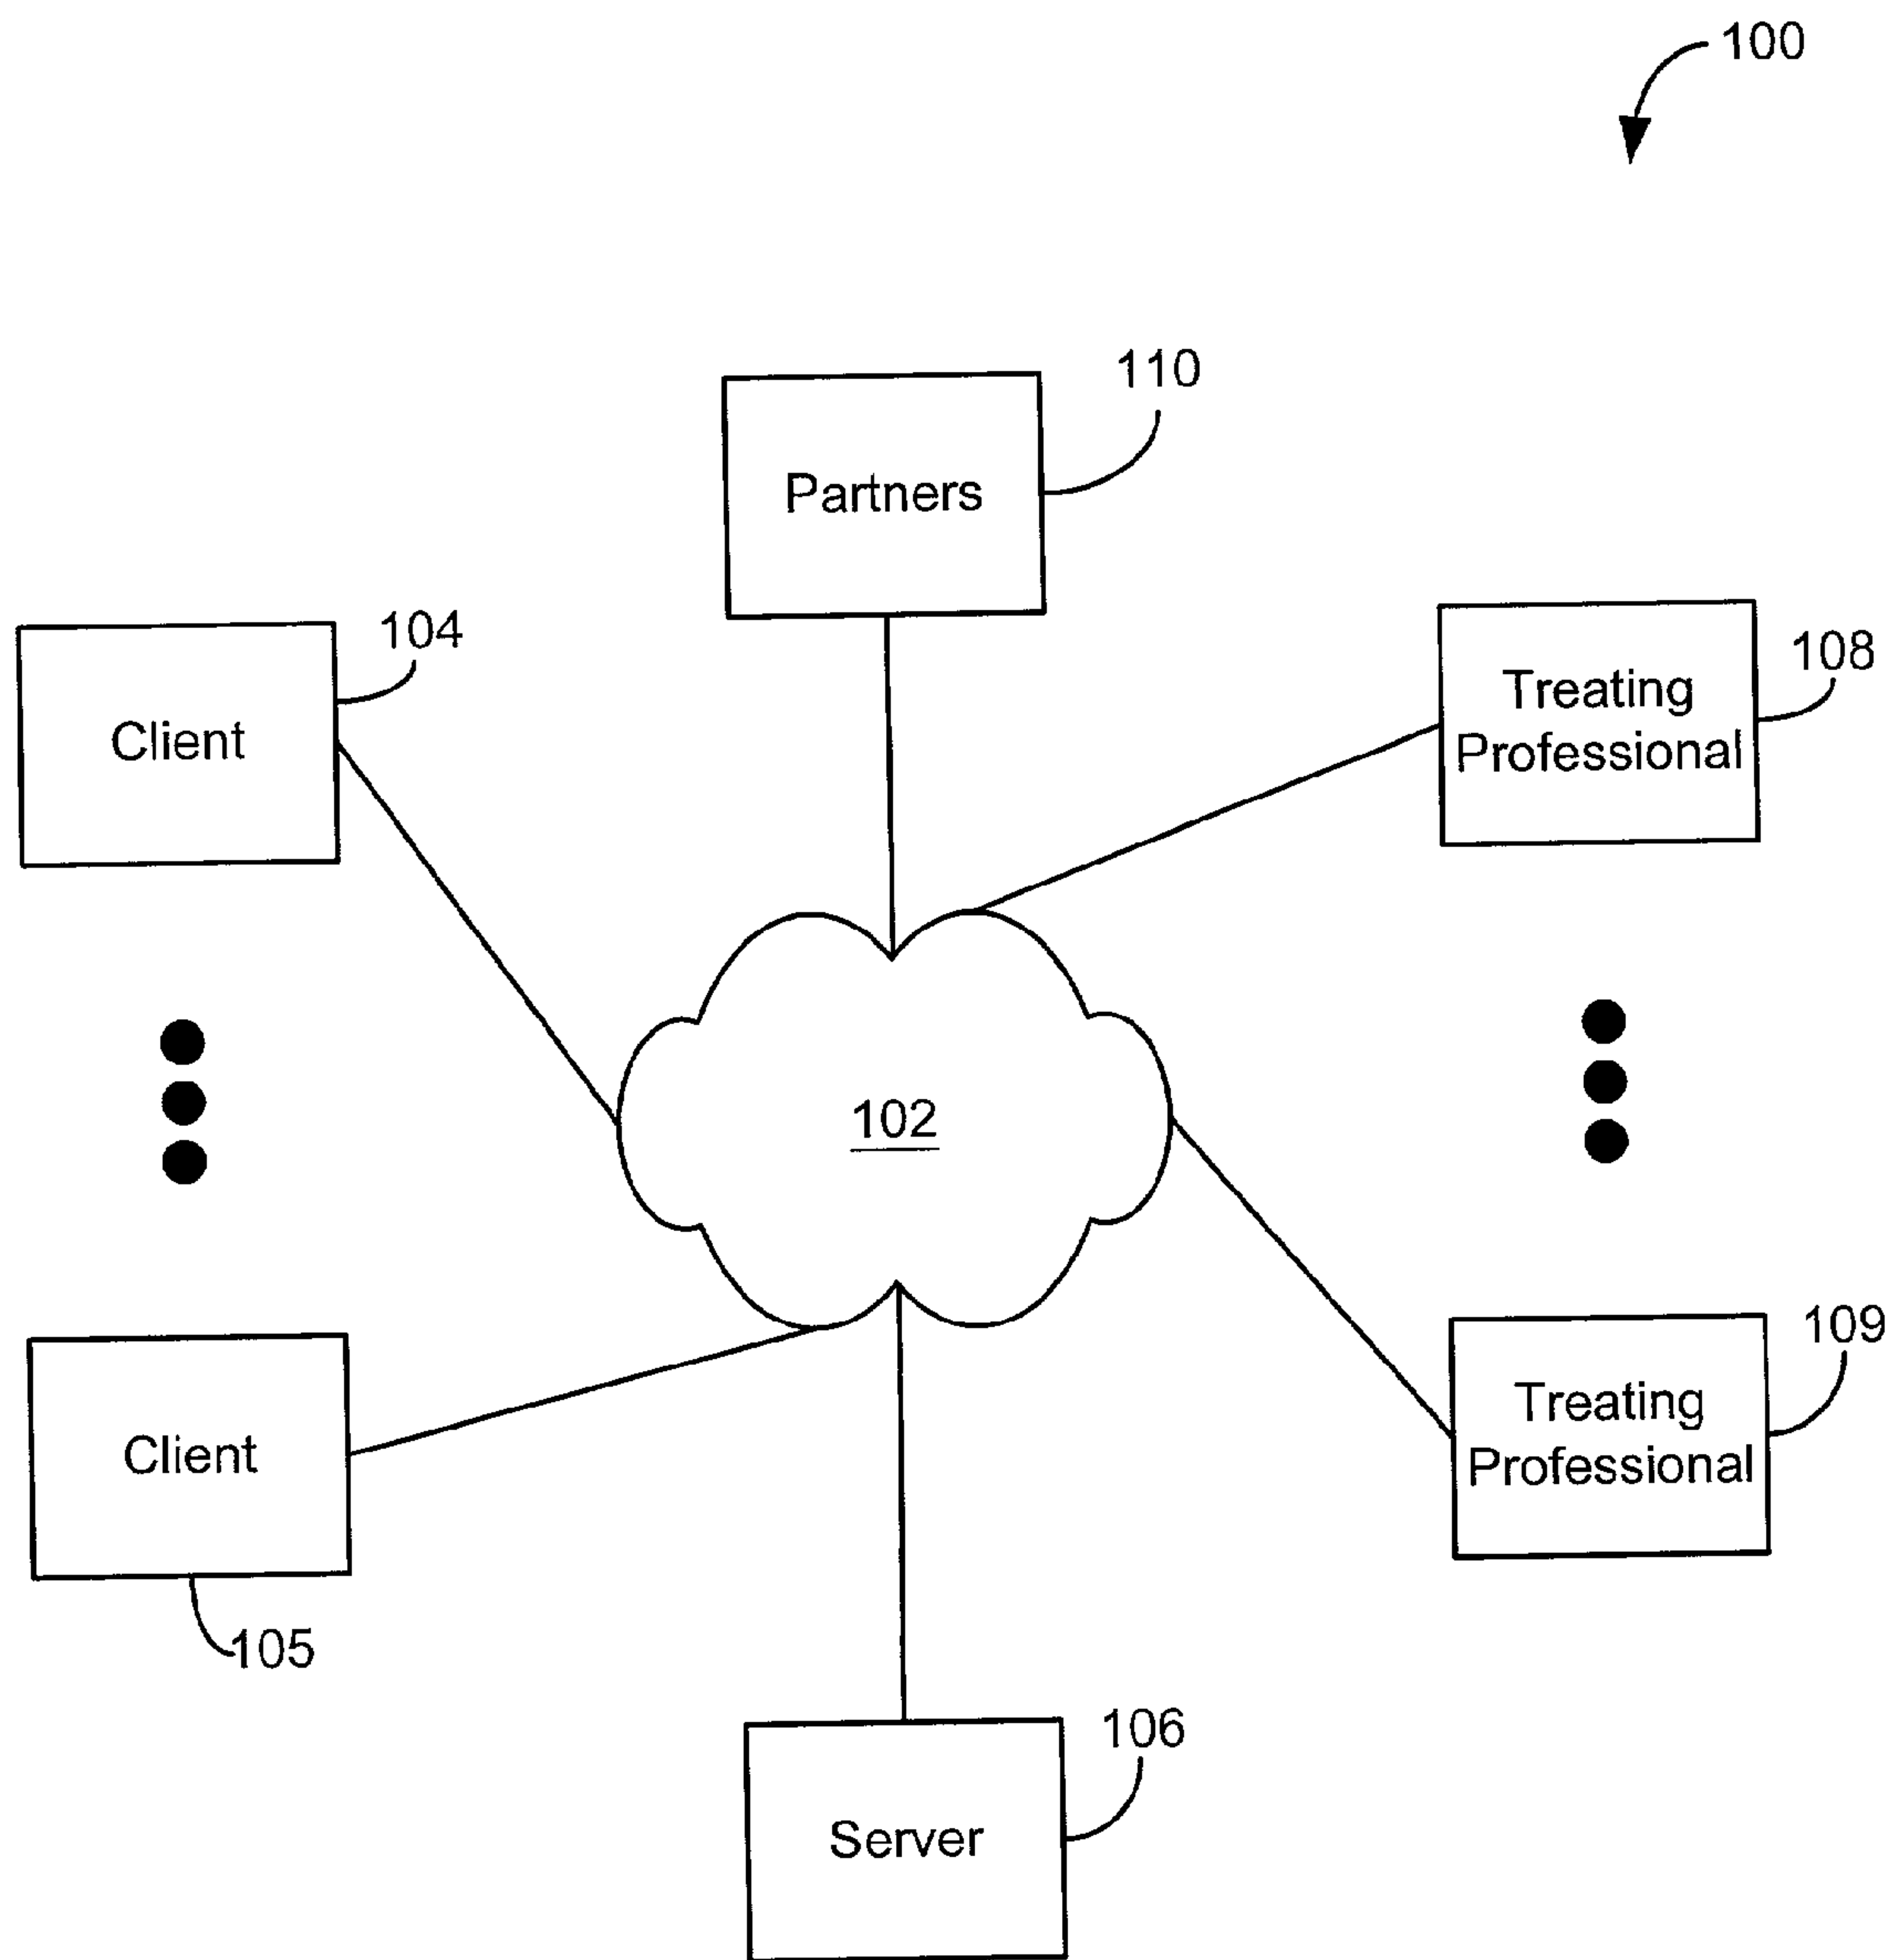 100
110
Partners
104
Client
108
Treating
Professional
102
109
Treating
Professional
Client
105
106
Server